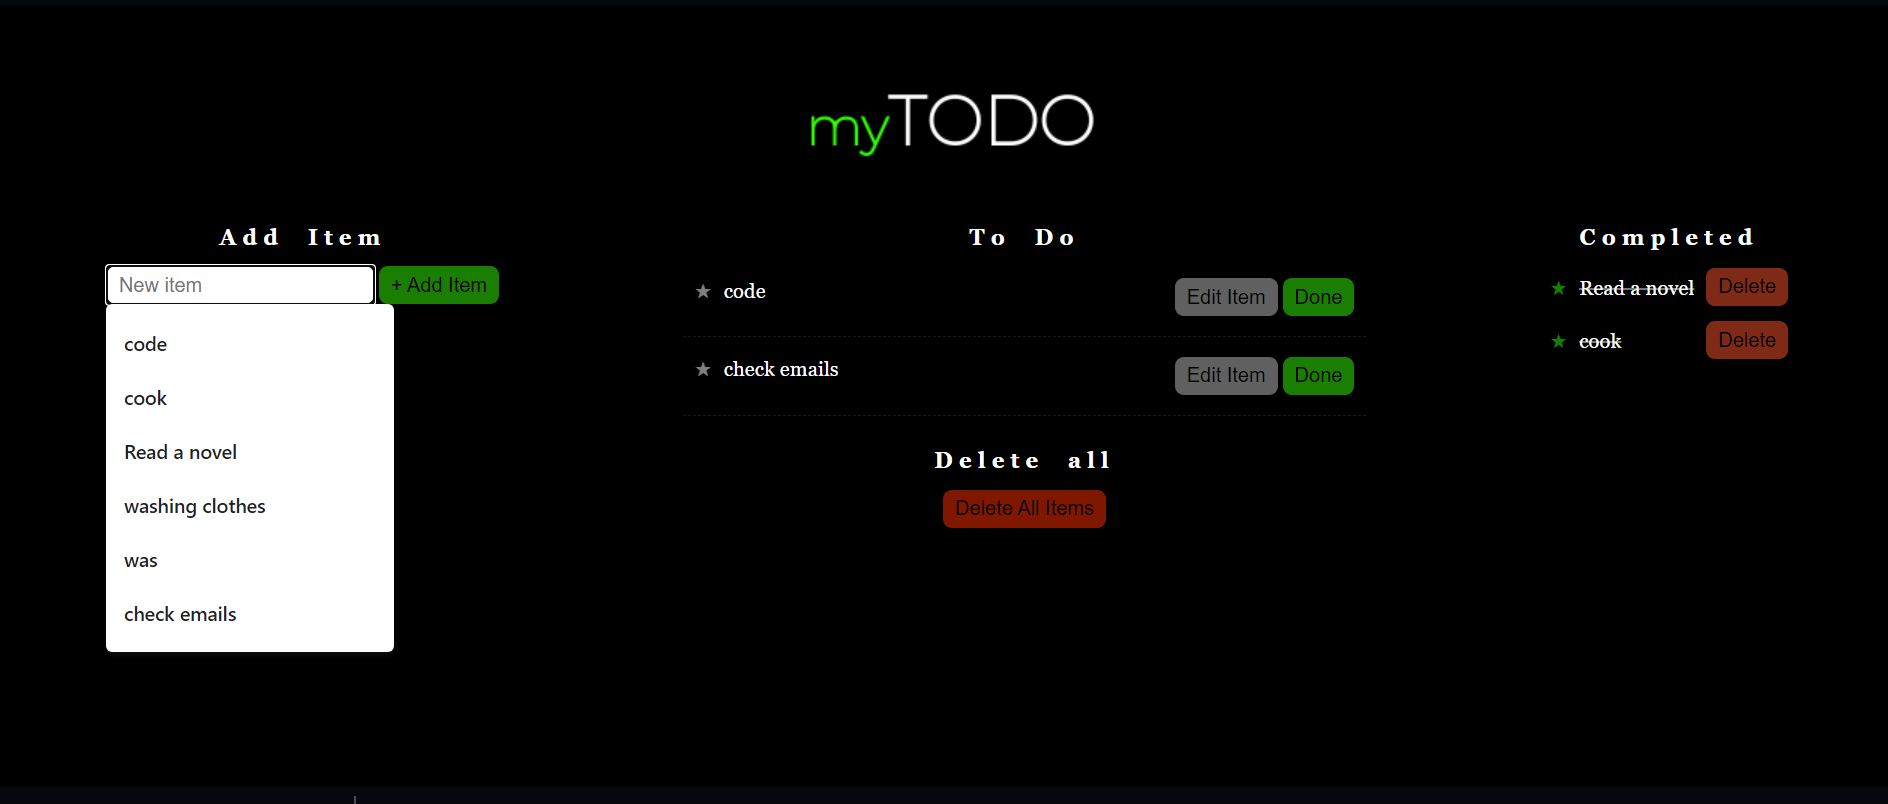 myTODO
Add Item
New item
+ Add Item
code
cook
Read a novel
washing clothes
was
check emails
To Do
★ code
Edit Item
Done
★ check emails
Edit Item
Done
Delete all
Delete All Items
Completed
★ Read a novel
Delete
★ cook
Delete